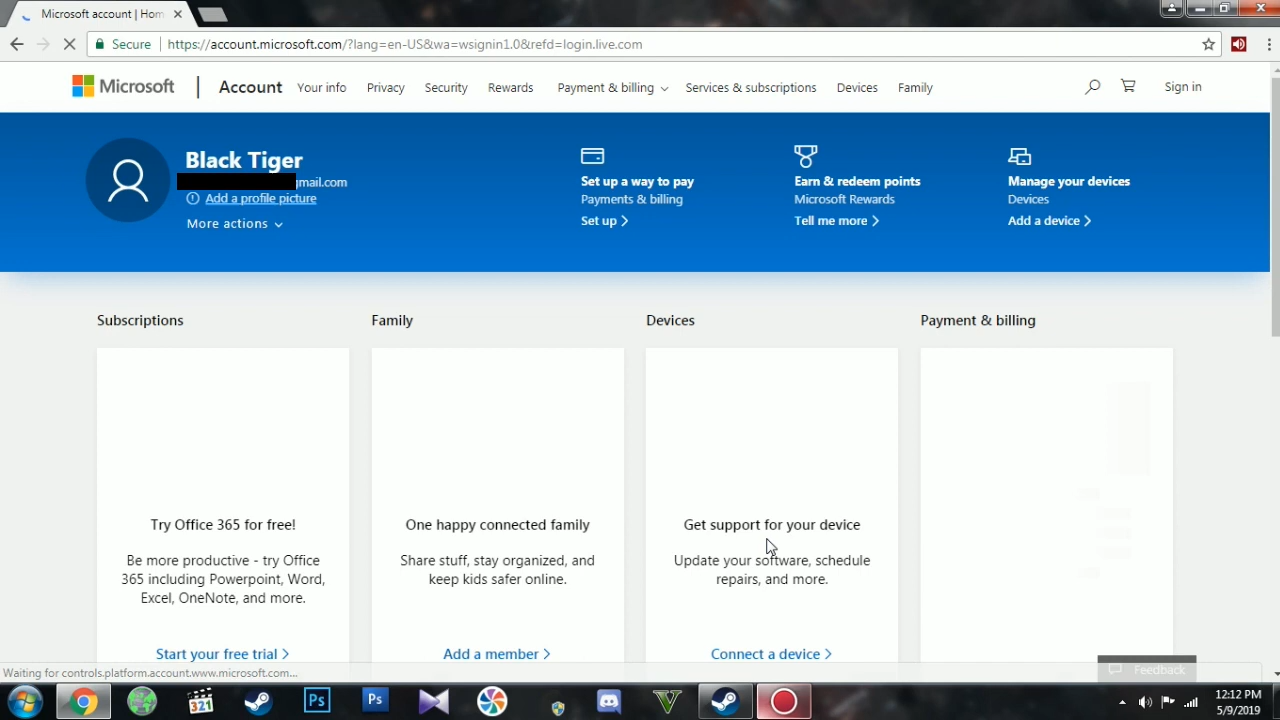 Microsoft account | Hom
Secure https://account.microsoft.com/?lang=en-US&wa=wsignin1.0&refd=login.live.com
Microsoft Account Your info Privacy Security Rewards Payment & billing Services & subscriptions Devices Family Sign in
Black Tiger
gmail.com
Add a profile picture
More actions
Set up a way to pay
Payments & billing
Set up
Earn & redeem points
Microsoft Rewards
Tell me more
Manage your devices
Devices
Add a device
Subscriptions
Try Office 365 for free!
Be more productive - try Office
365 including Powerpoint, Word,
Excel, OneNote, and more.
Start your free trial
Family
One happy connected family
Share stuff, stay organized, and
keep kids safer online.
Add a member
Devices
Get support for your device
Update your software, schedule
repairs, and more.
Connect a device
Payment & billing
Feedback
Waiting for controls.platform.account.www.microsoft.com...
321
Ps
Ps
V
12:12 PM
5/9/2019